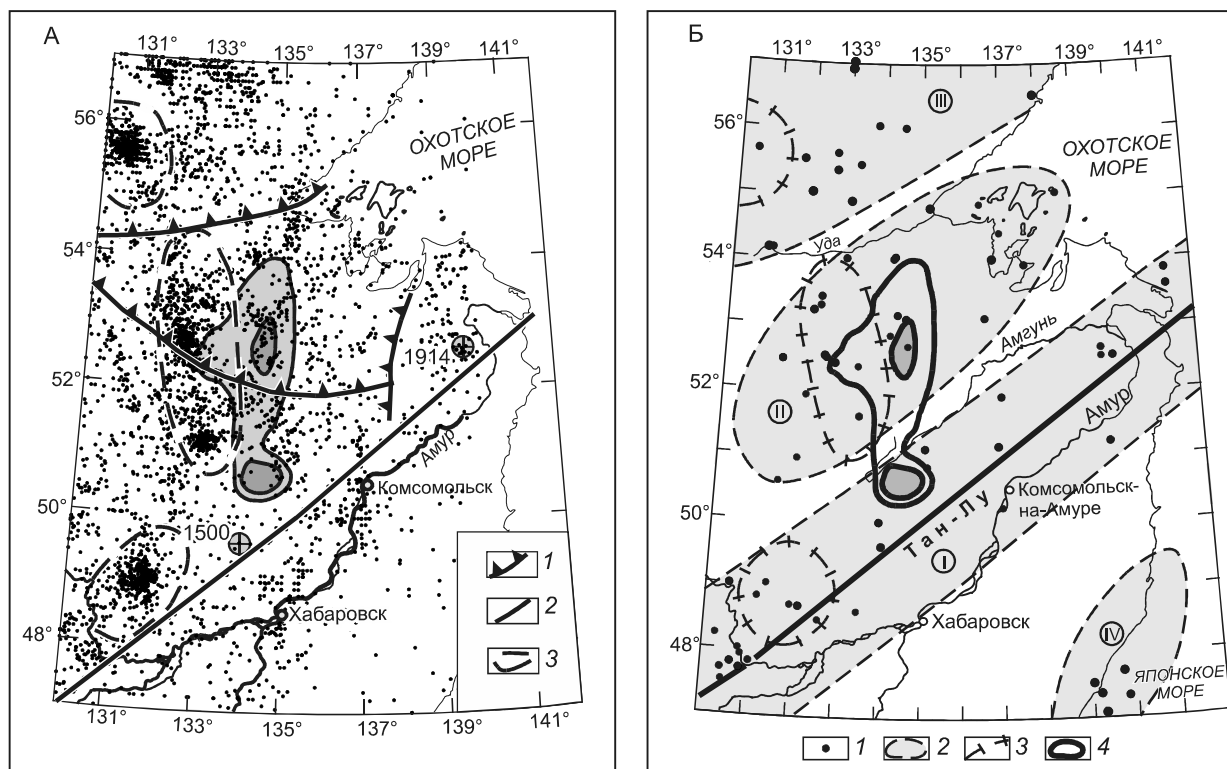 А
131° 133° 135° 137° 139° 141°
56°
ОХОТСКОЕ
МОРЕ
54°
1914
52°
Амур
50°
Комсомольск
1500
1
Хабаровск
2
48°
3
131° 133° 135° 137° 139° 141°
Б
131° 133° 135° 137° 139° 141°
III
56°
ОХОТСКОЕ
МОРЕ
Уда
54°
Амгунь
52°
II
Амур
50°
Тан-Лу
Комсомольск-
на-Амуре
I
Хабаровск
IV
48°
ЯПОНСКОЕ
МОРЕ
1 2 3 4